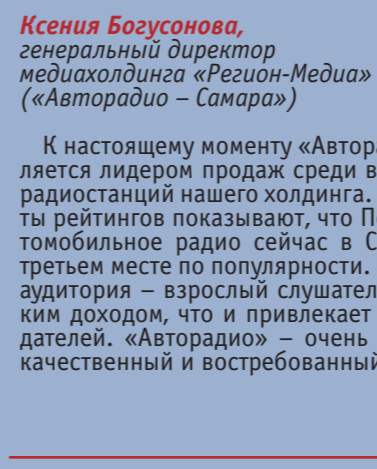 Ксения Богусонова,
генеральный директор
медиахолдинга «Регион-Медиа»
(«Авторадио – Самара»)
К настоящему моменту «Автора
ляется лидером продаж среди в
радиостанций нашего холдинга.
ты рейтингов показывают, что П
томобильное радио сейчас в С
третьем месте по популярности.
аудитория – взрослый слушател
ким доходом, что и привлекает
дателей. «Авторадио» – очень
качественный и востребованный